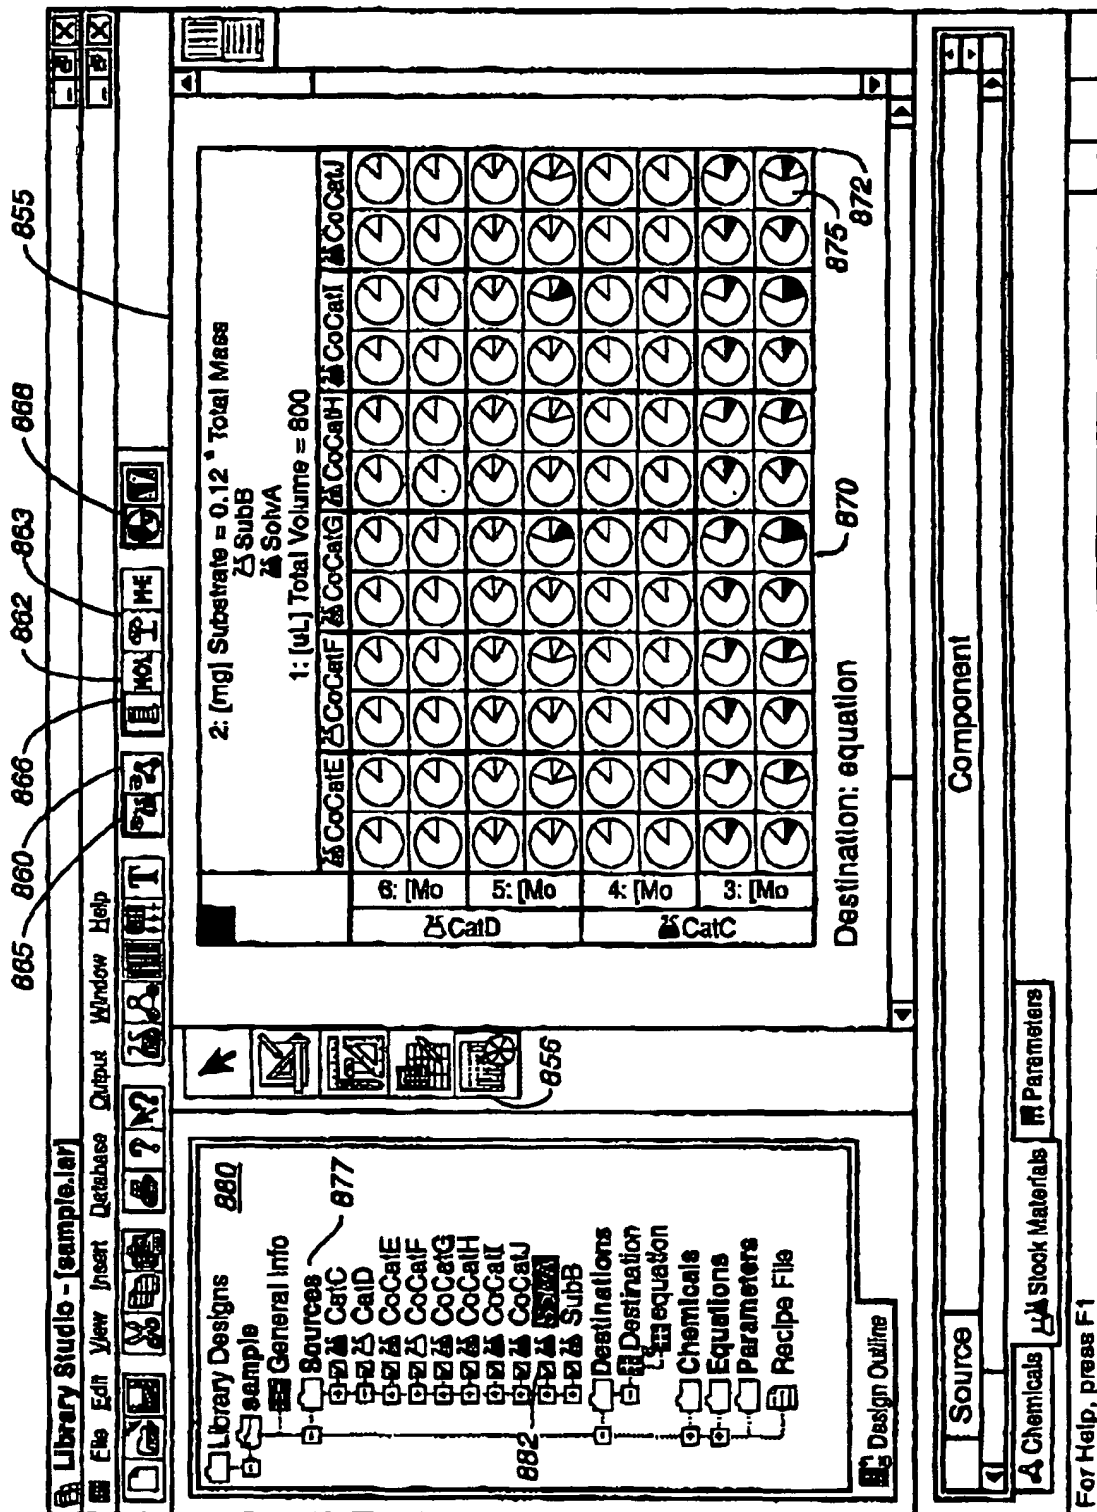 855
868
863
862
866
860
865
Library Studio - [sample.lar]
File Edit View Insert Database Output Window Help
MOL M-E
T
Library Designs
880
sample
General Info
Sources
877
CatC
CatD
CoCatE
CoCatF
CoCatG
CoCatH
CoCatI
CoCatJ
SubB
882
Destinations
Destination
equation
Chemicals
Equations
Parameters
Recipe File
Design Outline
856
2: [mg] Substrate = 0.12 * Total Mass
SubB
SolvA
1: [uL] Total Volume = 800
CoCatE CoCatF CoCatG CoCatH CoCatI CoCatJ
CatD
6: [Mo
5: [Mo
CatC
4: [Mo
3: [Mo
870
875
872
Destination: equation
Source Component
Chemicals Stock Materials Parameters
For Help, press F1